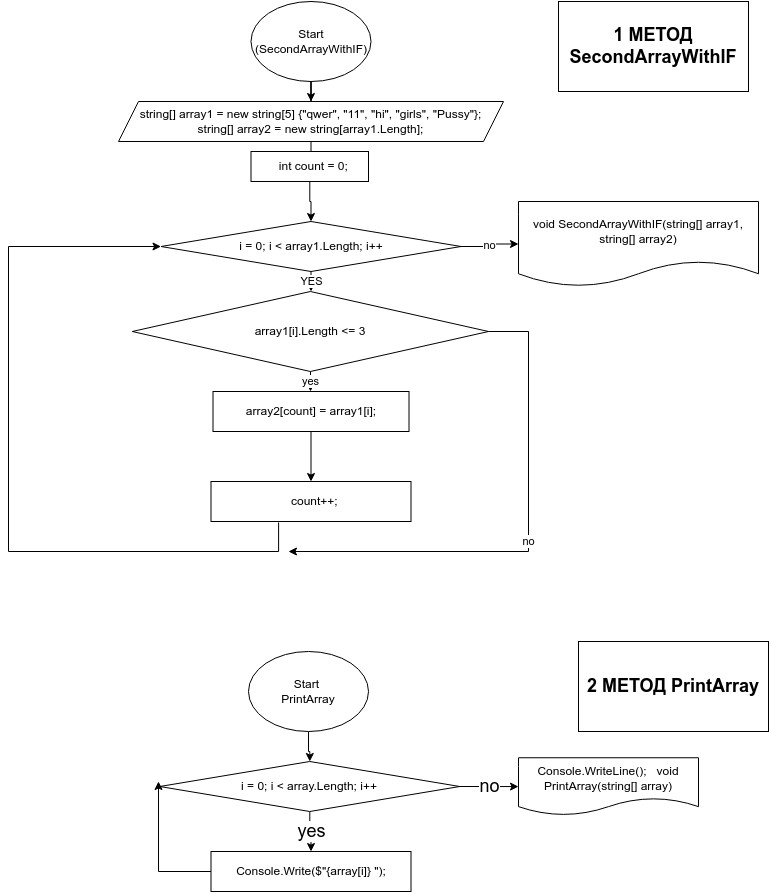 Start
(SecondArrayWithIF)
1 МЕТОД
SecondArrayWithIF
string[] array1 = new string[5] {"qwer", "11", "hi", "girls", "Pussy"};
string[] array2 = new string[array1.Length];
int count = 0;
i = 0; i < array1.Length; i++
no
void SecondArrayWithIF(string[] array1,
string[] array2)
YES
array1[i].Length <= 3
yes
array2[count] = array1[i];
count++;
no
Start
PrintArray
2 МЕТОД PrintArray
i = 0; i < array.Length; i++
no
Console.WriteLine(); void
PrintArray(string[] array)
yes
Console.Write($"{array[i]} ");